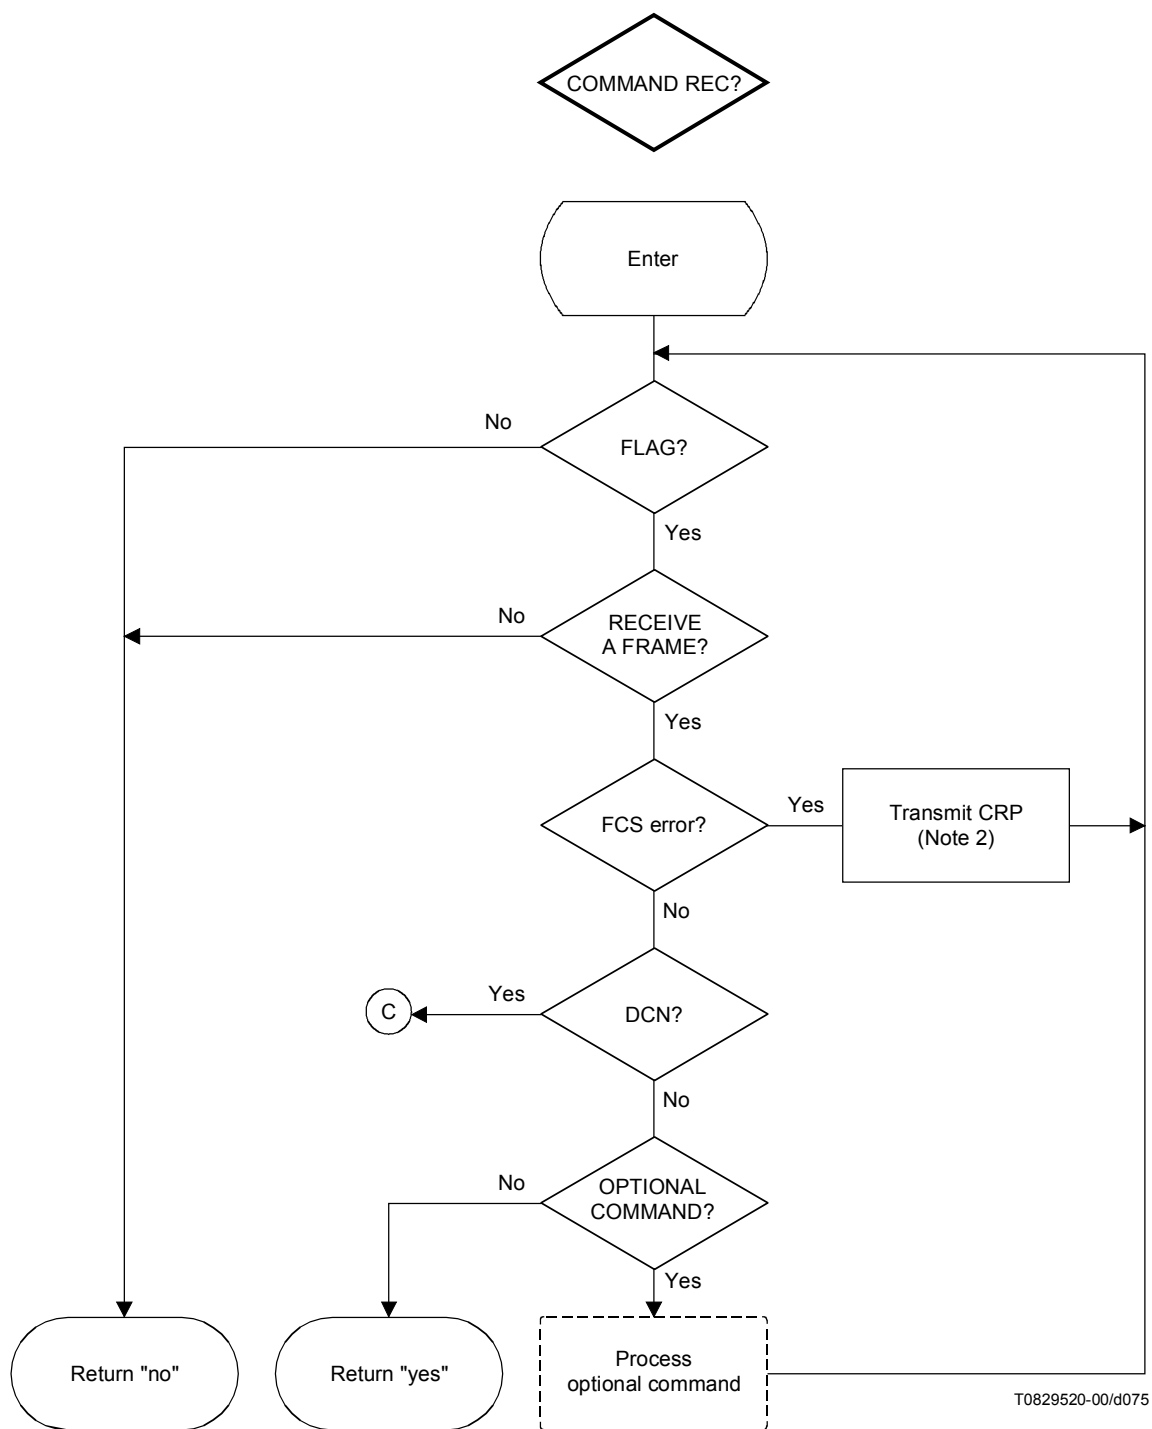 COMMAND REC?
Enter
No
FLAG?
Yes
No
RECEIVE
A FRAME?
Yes
FCS error?
Yes
Transmit CRP
(Note 2)
No
C
Yes
DCN?
No
No
OPTIONAL
COMMAND?
Yes
Return "no"
Return "yes"
Process
optional command
T0829520-00/d075